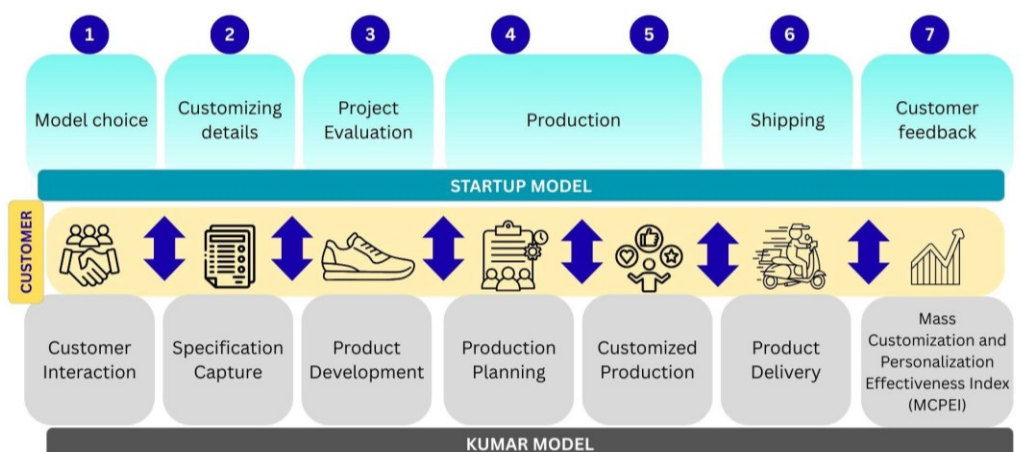 1 2 3 4 5 6 7
Model choice
Customizing
details
Project
Evaluation
Production
Shipping
Customer
feedback
STARTUP MODEL
CUSTOMER
Customer
Interaction
Specification
Capture
Product
Development
Production
Planning
Customized
Production
Product
Delivery
Mass
Customization and
Personalization
Effectiveness Index
(MCPEI)
KUMAR MODEL